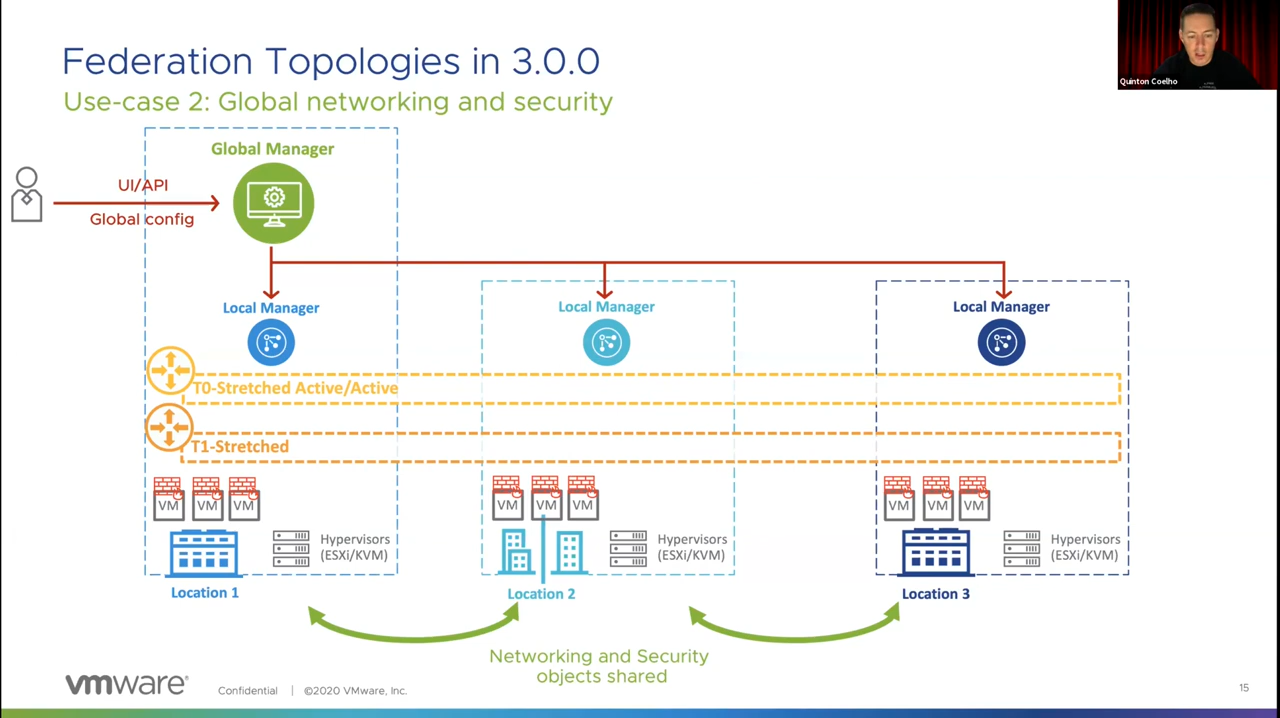 Federation Topologies in 3.0.0
Quinton Coelho
Use-case 2: Global networking and security
Global Manager
UI/API
Global config
Local Manager
Local Manager
Local Manager
T0-Stretched Active/Active
T1-Stretched
VM VM VM
VM VM VM
VM VM VM
Hypervisors
(ESXi/KVM)
Hypervisors
(ESXi/KVM)
Hypervisors
(ESXi/KVM)
Location 1
Location 2
Location 3
Networking and Security
objects shared
vmware®
Confidential | ©2020 VMware, Inc.
15